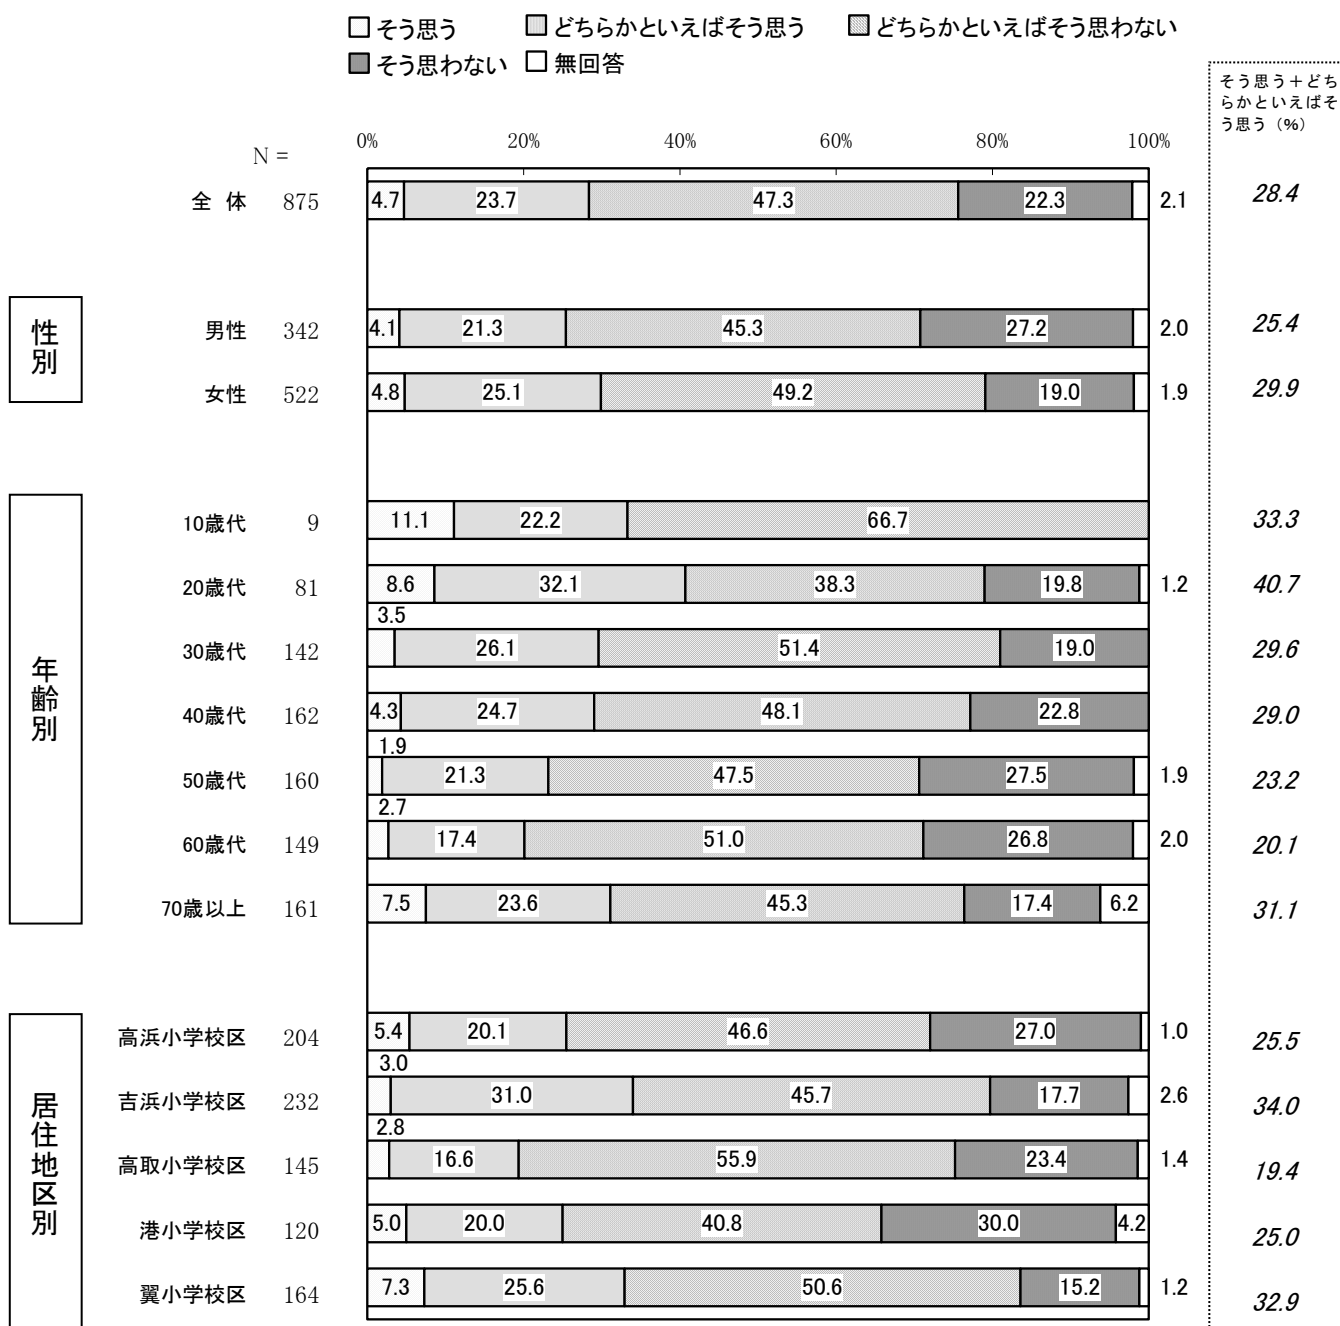 そう思う どちらかといえばそう思う どちらかといえばそう思わない
そう思わない 無回答
そう思う＋どち
らかといえばそ
う思う（%）
N =
0% 20% 40% 60% 80% 100%
全 体 875 4.7 23.7 47.3 22.3 2.1 28.4
性別
男性 342 4.1 21.3 45.3 27.2 2.0 25.4
女性 522 4.8 25.1 49.2 19.0 1.9 29.9
年齢別
10歳代 9 11.1 22.2 66.7 33.3
20歳代 81 8.6 32.1 38.3 19.8 1.2 40.7
3.5
30歳代 142 26.1 51.4 19.0 29.6
40歳代 162 4.3 24.7 48.1 22.8 29.0
1.9
50歳代 160 21.3 47.5 27.5 1.9 23.2
2.7
60歳代 149 17.4 51.0 26.8 2.0 20.1
70歳以上 161 7.5 23.6 45.3 17.4 6.2 31.1
居住地区別
高浜小学校区 204 5.4 20.1 46.6 27.0 1.0 25.5
3.0
吉浜小学校区 232 31.0 45.7 17.7 2.6 34.0
2.8
高取小学校区 145 16.6 55.9 23.4 1.4 19.4
港小学校区 120 5.0 20.0 40.8 30.0 4.2 25.0
翼小学校区 164 7.3 25.6 50.6 15.2 1.2 32.9